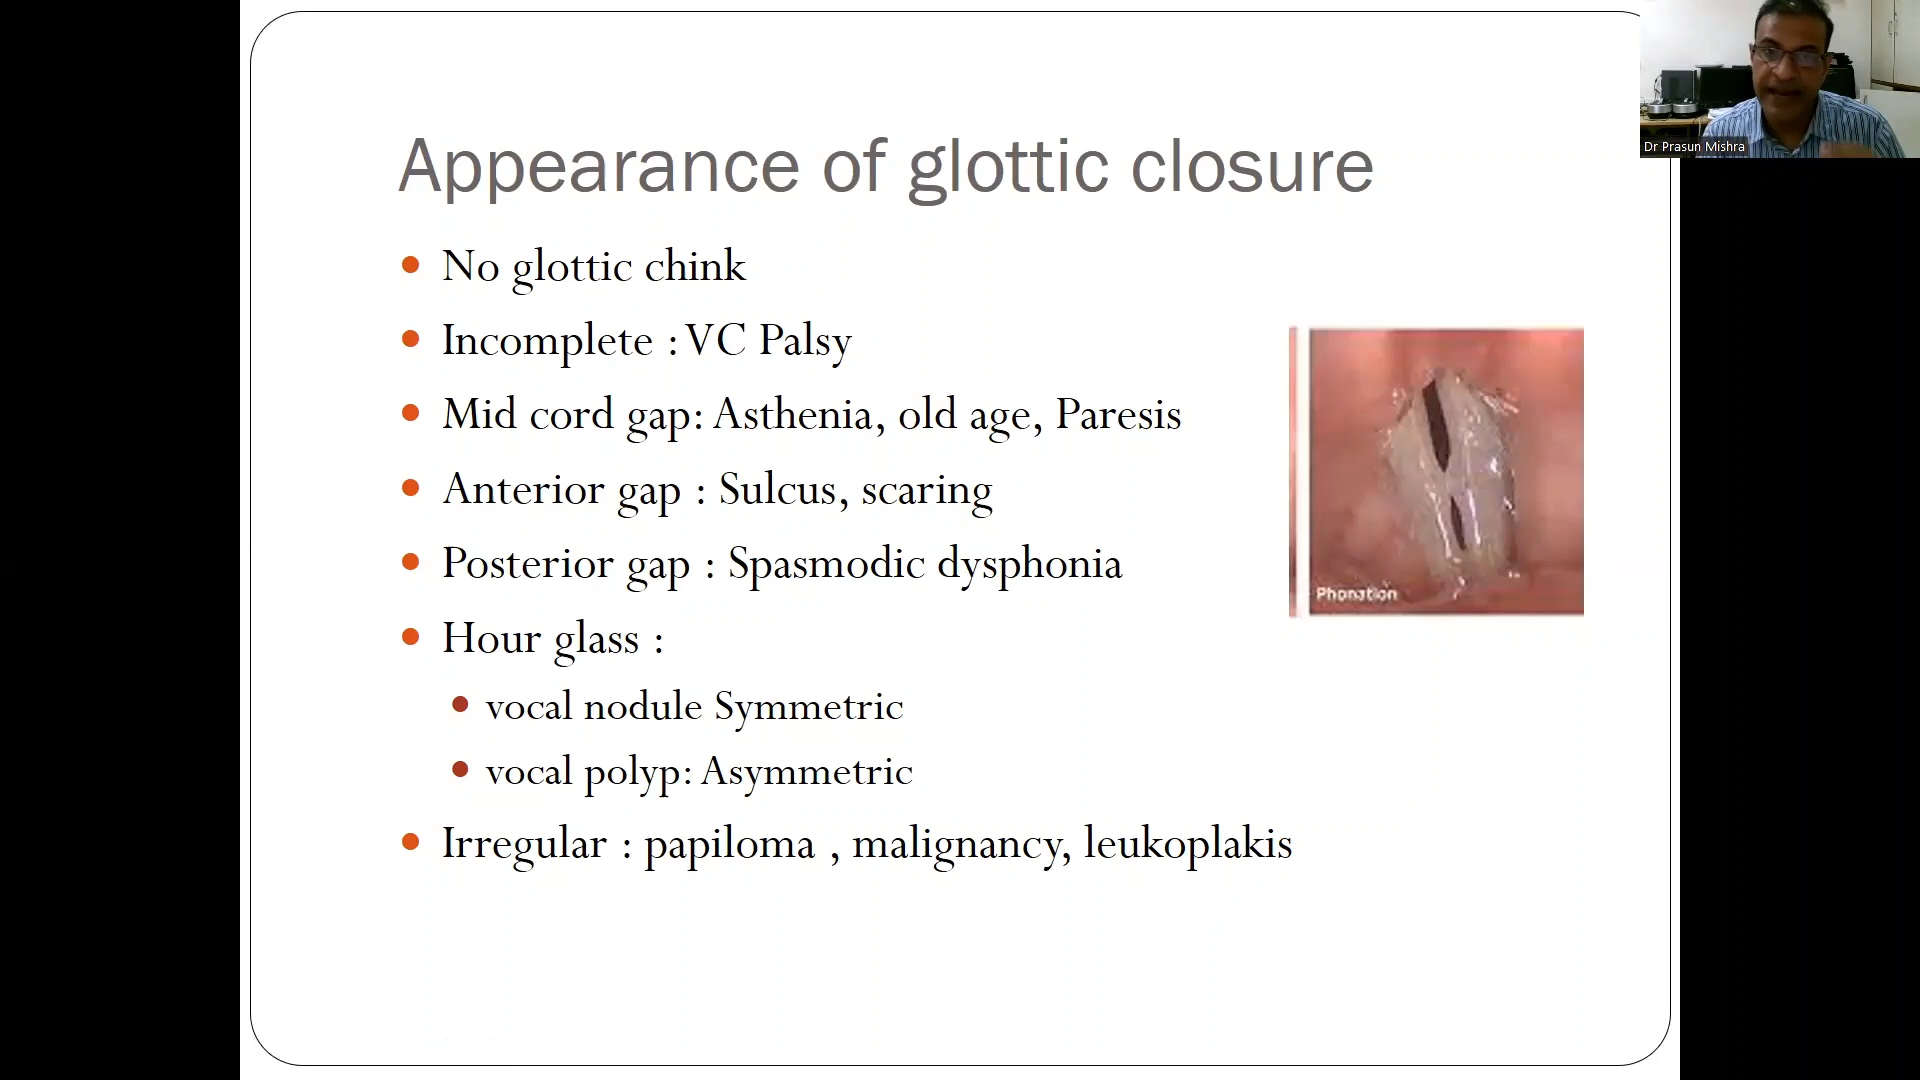 Dr Prasun Mishra
Appearance of glottic closure
No glottic chink
Incomplete : VC Palsy
Mid cord gap: Asthenia, old age, Paresis
Anterior gap : Sulcus, scaring
Posterior gap : Spasmodic dysphonia
Hour glass :
vocal nodule Symmetric
vocal polyp: Asymmetric
Irregular : papiloma , malignancy, leukoplakis
Phonation